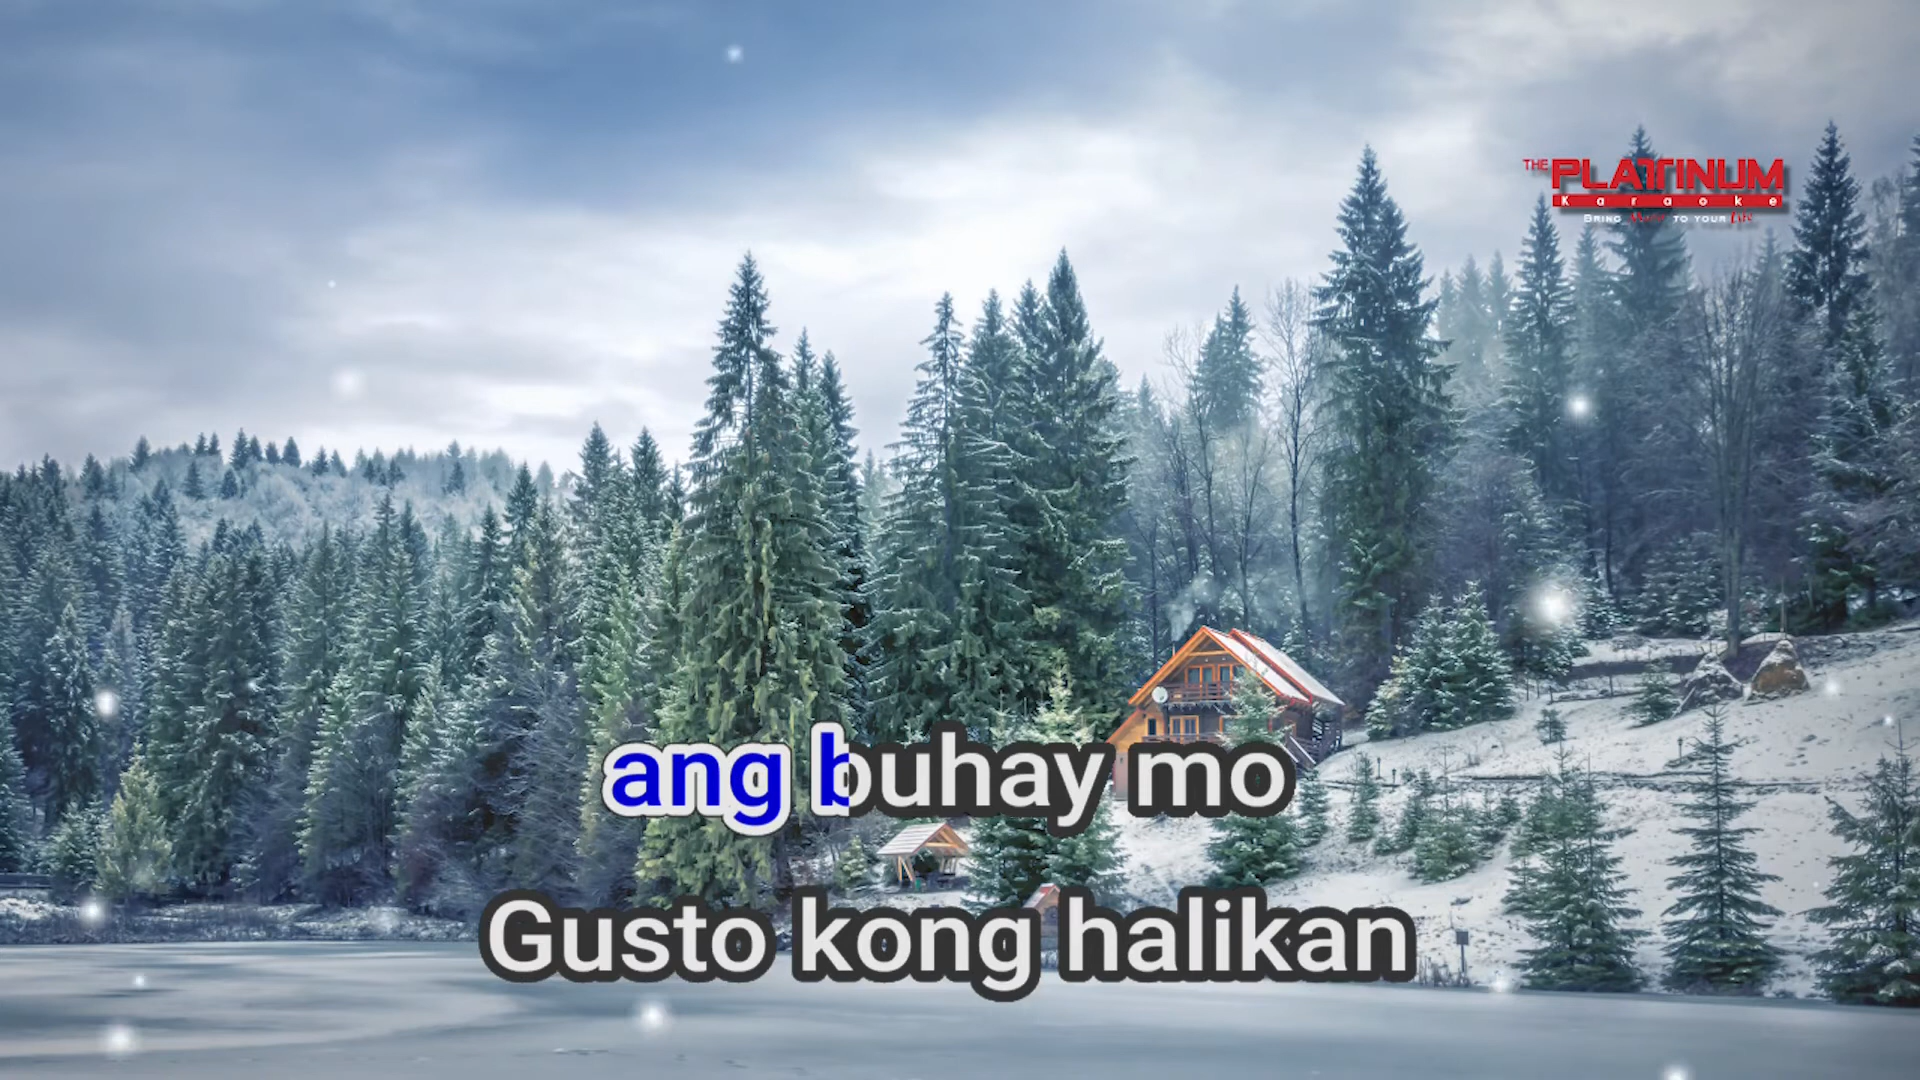 THE PLATINUM
Karaoke
BRING Music TO YOUR Life
ang buhay mo
Gusto kong halikan